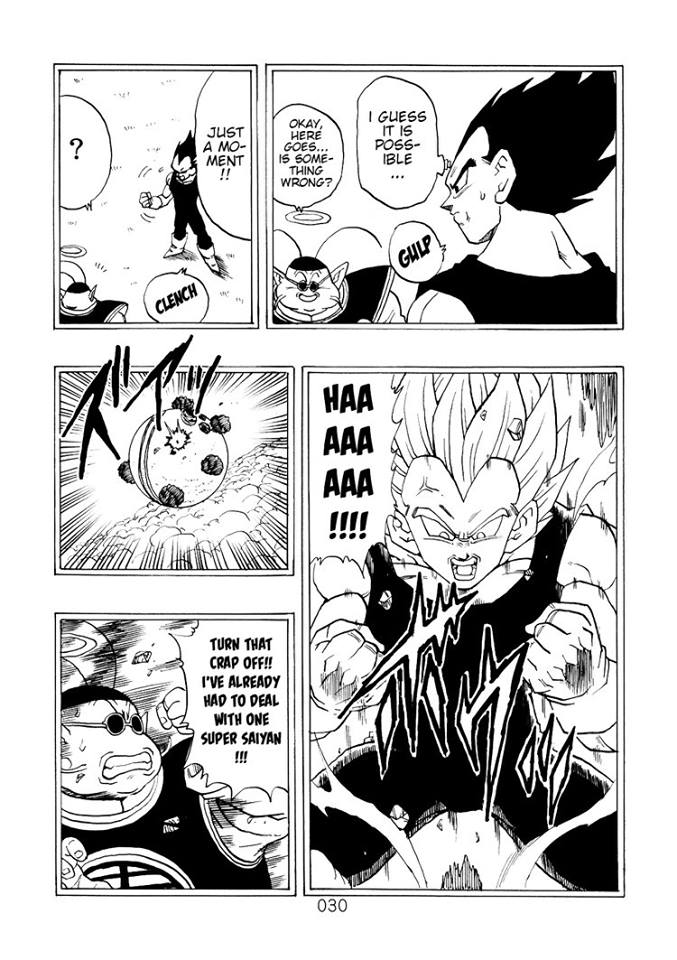 I GUESS
IT IS
POSS-
IBLE
...
OKAY,
HERE
GOES...
IS SOME-
THING
WRONG?
GULP
JUST
A MO-
MENT
!!
?
CLENCH
HAA
AAA
AAA
!!!!
TURN THAT
CRAP OFF!!
I'VE ALREADY
HAD TO DEAL
WITH ONE
SUPER SAIYAN
!!!
030